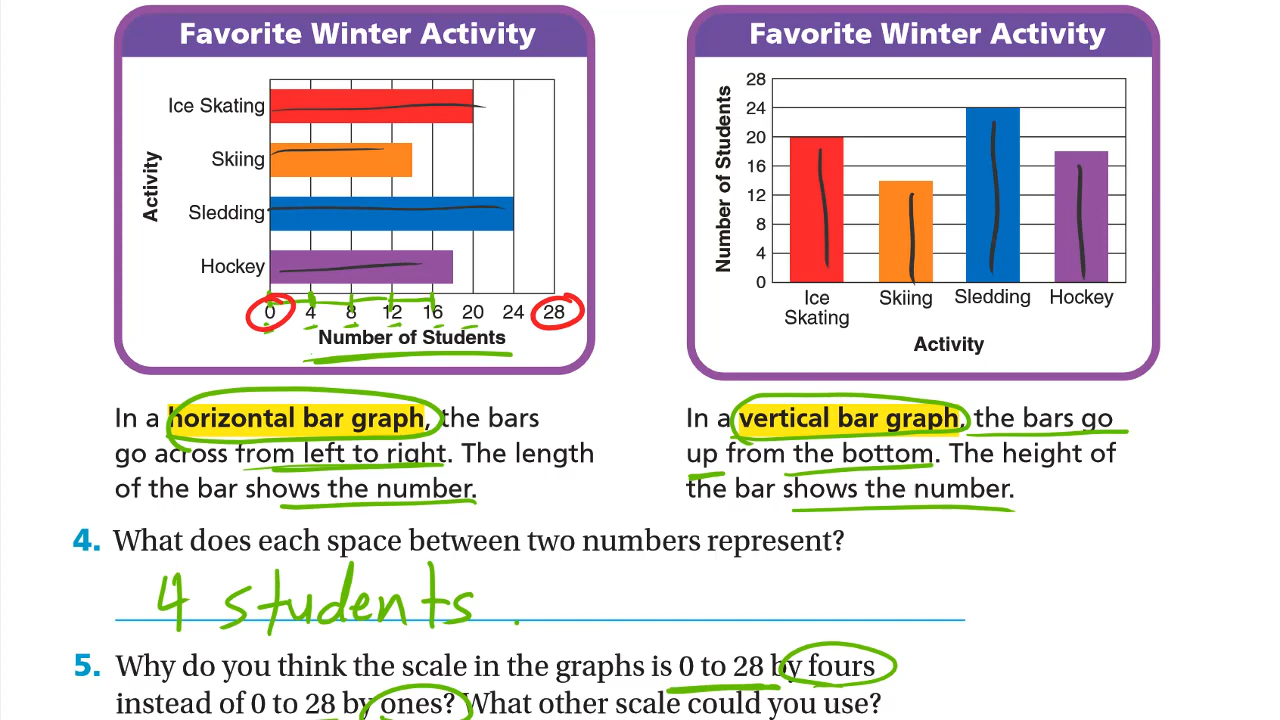 Favorite Winter Activity
Activity
Ice Skating
Skiing
Sledding
Hockey
0 4 8 12 16 20 24 28
Number of Students
In a horizontal bar graph, the bars
go across from left to right. The length
of the bar shows the number.
Favorite Winter Activity
Number of Students
28
24
20
16
12
8
4
0
Ice Skiing Sledding Hockey
Skating
Activity
In a vertical bar graph, the bars go
up from the bottom. The height of
the bar shows the number.
4. What does each space between two numbers represent?
4 students.
5. Why do you think the scale in the graphs is 0 to 28 by fours
instead of 0 to 28 by ones? What other scale could you use?